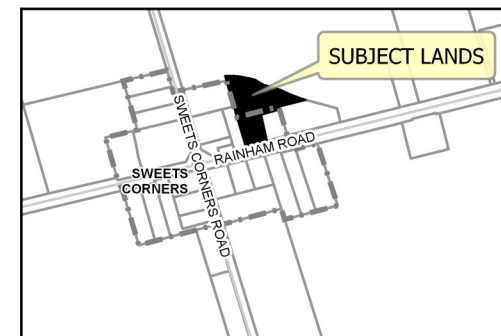 SUBJECT LANDS
SWEETS CORNERS ROAD
RAINHAM ROAD
SWEETS
CORNERS